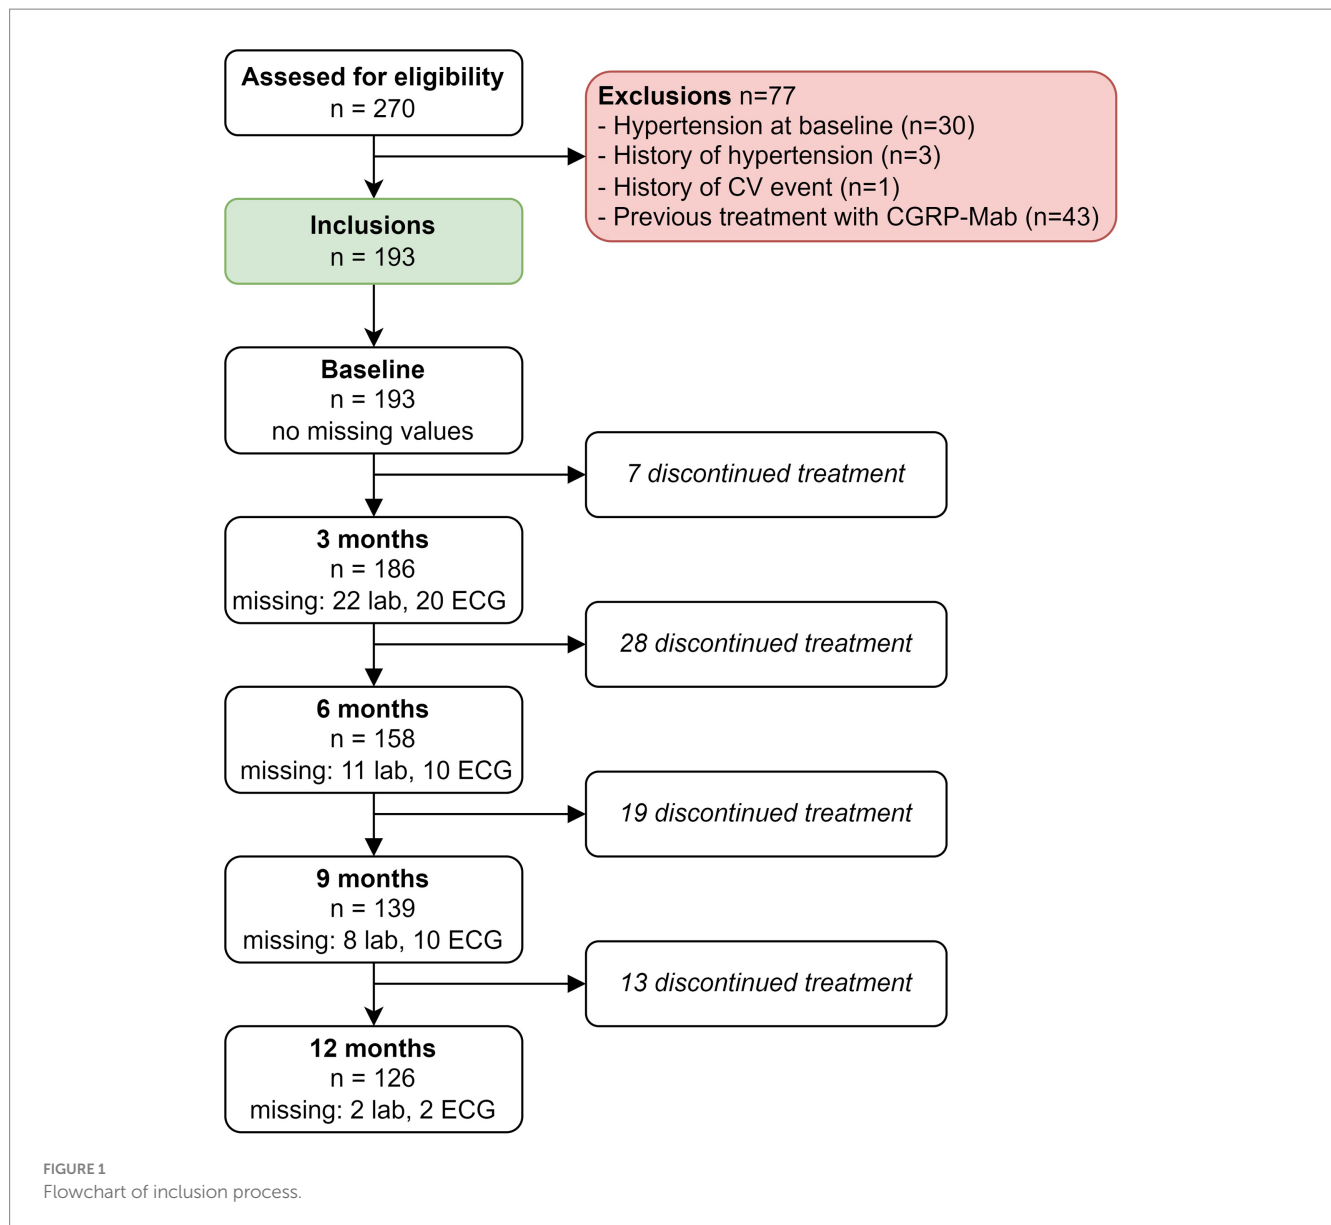 Assesed for eligibility
n = 270
Exclusions n=77
- Hypertension at baseline (n=30)
- History of hypertension (n=3)
- History of CV event (n=1)
- Previous treatment with CGRP-Mab (n=43)
Inclusions
n = 193
Baseline
n = 193
no missing values
7 discontinued treatment
3 months
n = 186
missing: 22 lab, 20 ECG
28 discontinued treatment
6 months
n = 158
missing: 11 lab, 10 ECG
19 discontinued treatment
9 months
n = 139
missing: 8 lab, 10 ECG
13 discontinued treatment
12 months
n = 126
missing: 2 lab, 2 ECG
FIGURE 1
Flowchart of inclusion process.